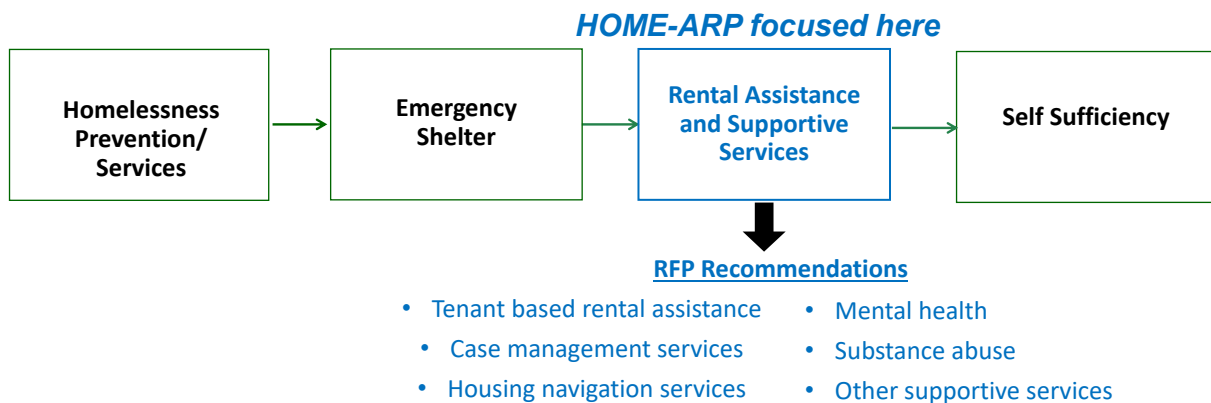 HOME-ARP focused here
Homelessness
Prevention/
Services
Emergency
Shelter
Rental Assistance
and Supportive
Services
Self Sufficiency
RFP Recommendations
• Tenant based rental assistance
• Case management services
• Housing navigation services
• Mental health
• Substance abuse
• Other supportive services